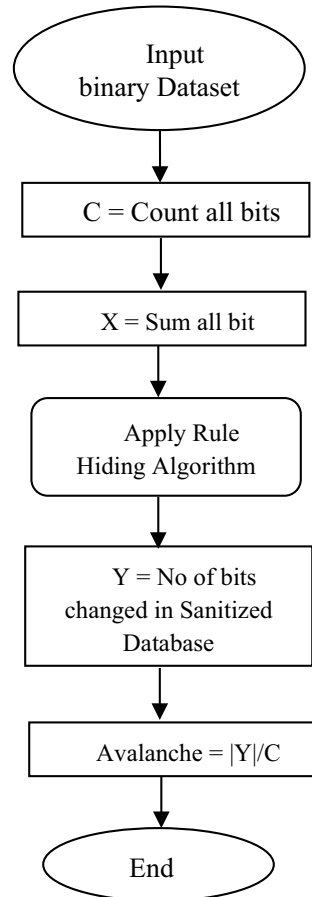 Input
binary Dataset
C = Count all bits
X = Sum all bit
Apply Rule
Hiding Algorithm
Y = No of bits
changed in Sanitized
Database
Avalanche = |Y|/C
End